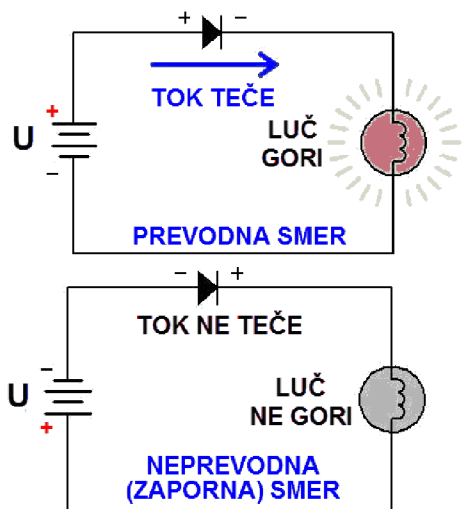 + −
TOK TEČE
+
U
−
LUČ
GORI
PREVODNA SMER
− +
TOK NE TEČE
−
U
+
LUČ
NE GORI
NEPREVODNA
(ZAPORNA) SMER